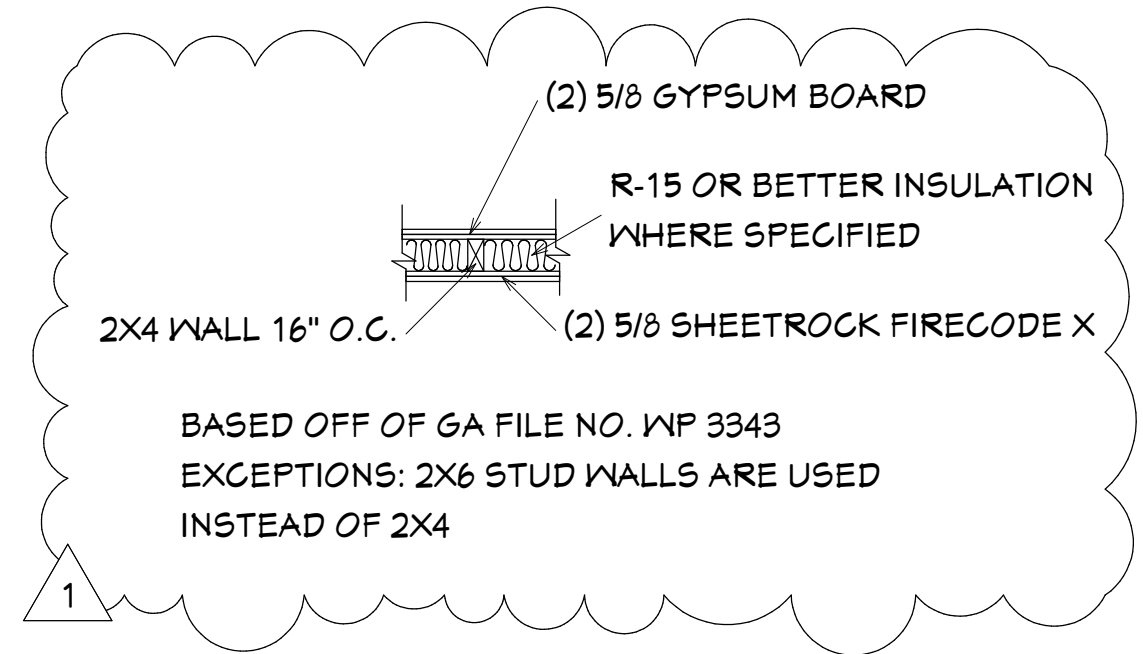 (2) 5/8 GYPSUM BOARD
R-15 OR BETTER INSULATION
WHERE SPECIFIED
2X4 WALL 16" O.C.
(2) 5/8 SHEETROCK FIRECODE X
BASED OFF OF GA FILE NO. WP 3343
EXCEPTIONS: 2X6 STUD WALLS ARE USED
INSTEAD OF 2X4
1